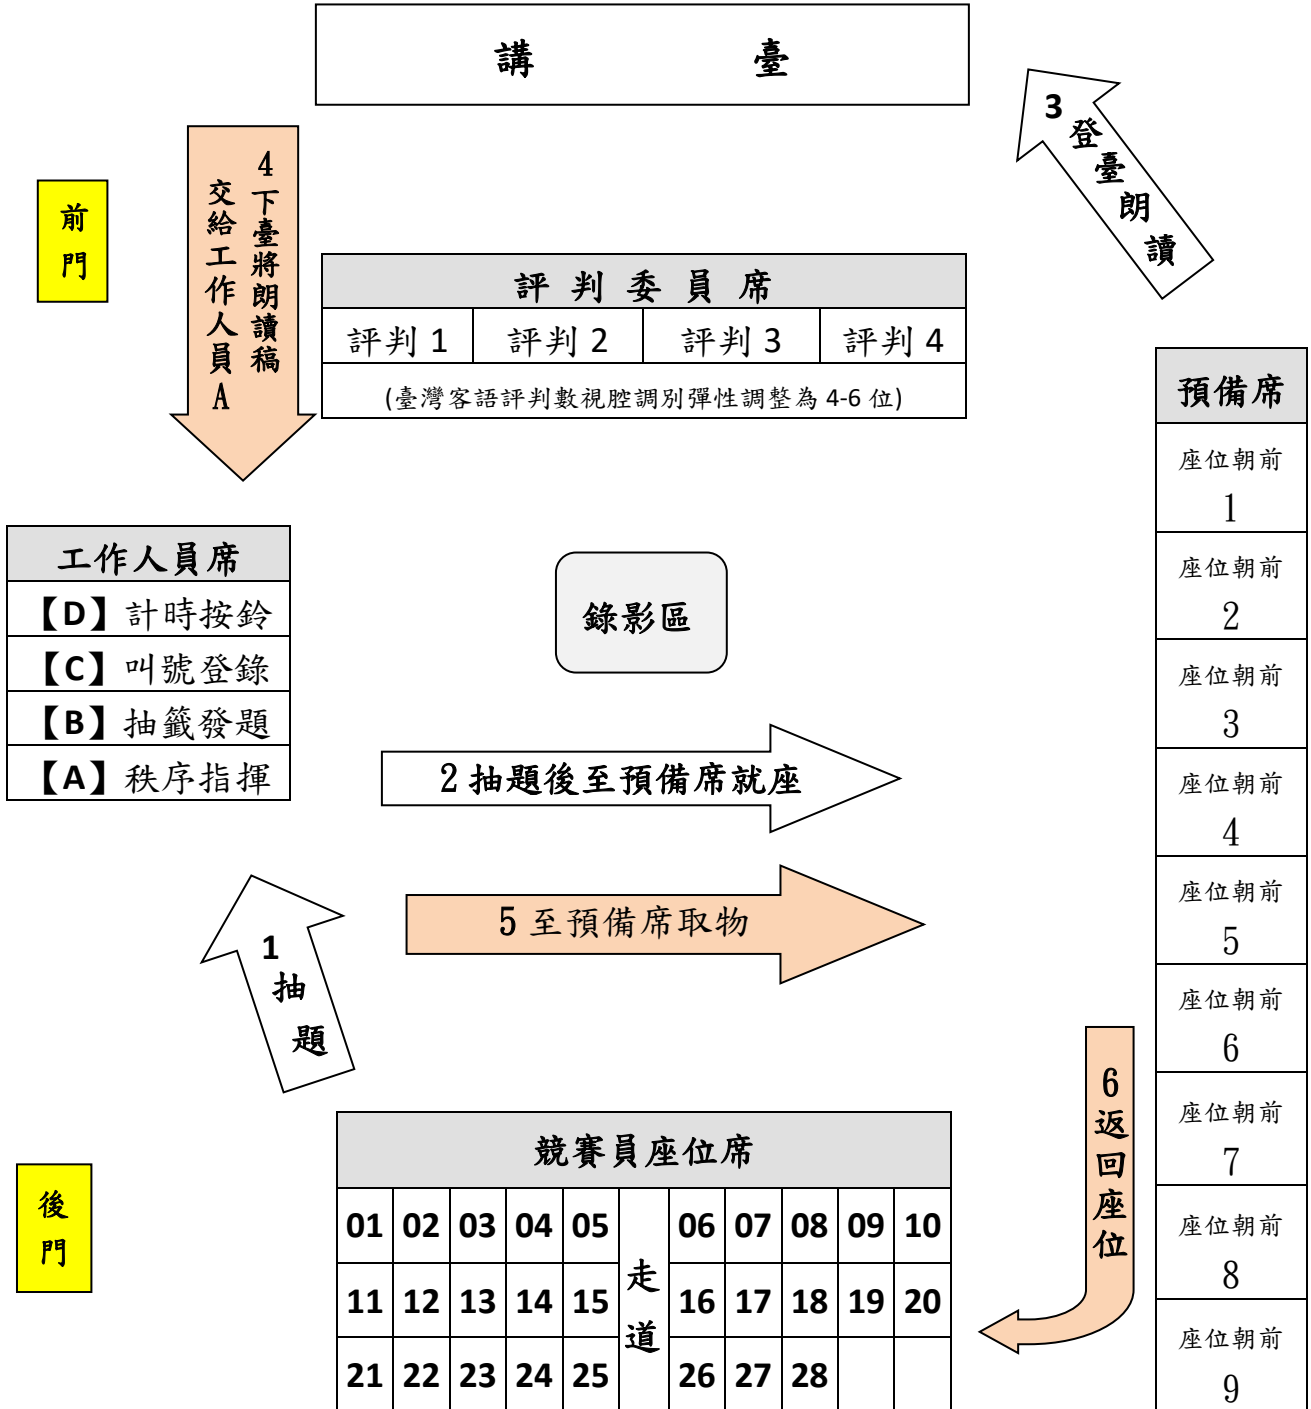 講 臺
3 登臺朗讀
4 下臺將朗讀稿
交給工作人員 A
前門
評判委員席
評判 1 評判 2 評判 3 評判 4
(臺灣客語評判數視腔調別彈性調整為 4-6 位)
預備席
座位朝前
1
座位朝前
2
座位朝前
3
座位朝前
4
座位朝前
5
座位朝前
6
座位朝前
7
座位朝前
8
座位朝前
9
工作人員席
【D】計時按鈴
【C】叫號登錄
【B】抽籤發題
【A】秩序指揮
錄影區
2 抽題後至預備席就座
5 至預備席取物
1 抽題
6 返回座位
後門
競賽員座位席
01 02 03 04 05 06 07 08 09 10
走道
11 12 13 14 15 16 17 18 19 20
21 22 23 24 25 26 27 28